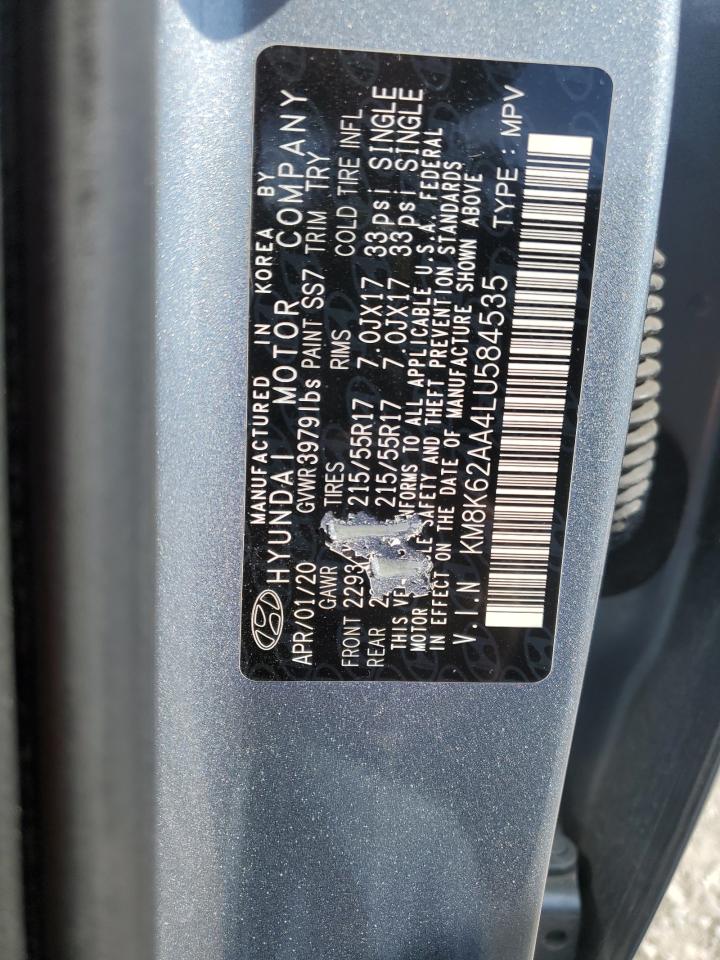 MANUFACTURED IN KOREA BY
HYUNDAI MOTOR COMPANY
APR/01/20 GVWR 3979lbs PAINT SS7 TRIM TRY
GAWR TIRES RIMS COLD TIRE INFL
FRONT 2293 215/55R17 7.0JX17 33psi SINGLE
REAR 2 215/55R17 7.0JX17 33psi, SINGLE
THIS TO ALL APPLICABLE U.S.A. FEDERAL
MOTOR SAFETY AND THEFT PREVENTION STANDARDS
IN EFFECT ON THE DATE OF MANUFACTURE SHOWN ABOVE
V.I.N KM8K62AA4LU584535 TYPE : MPV